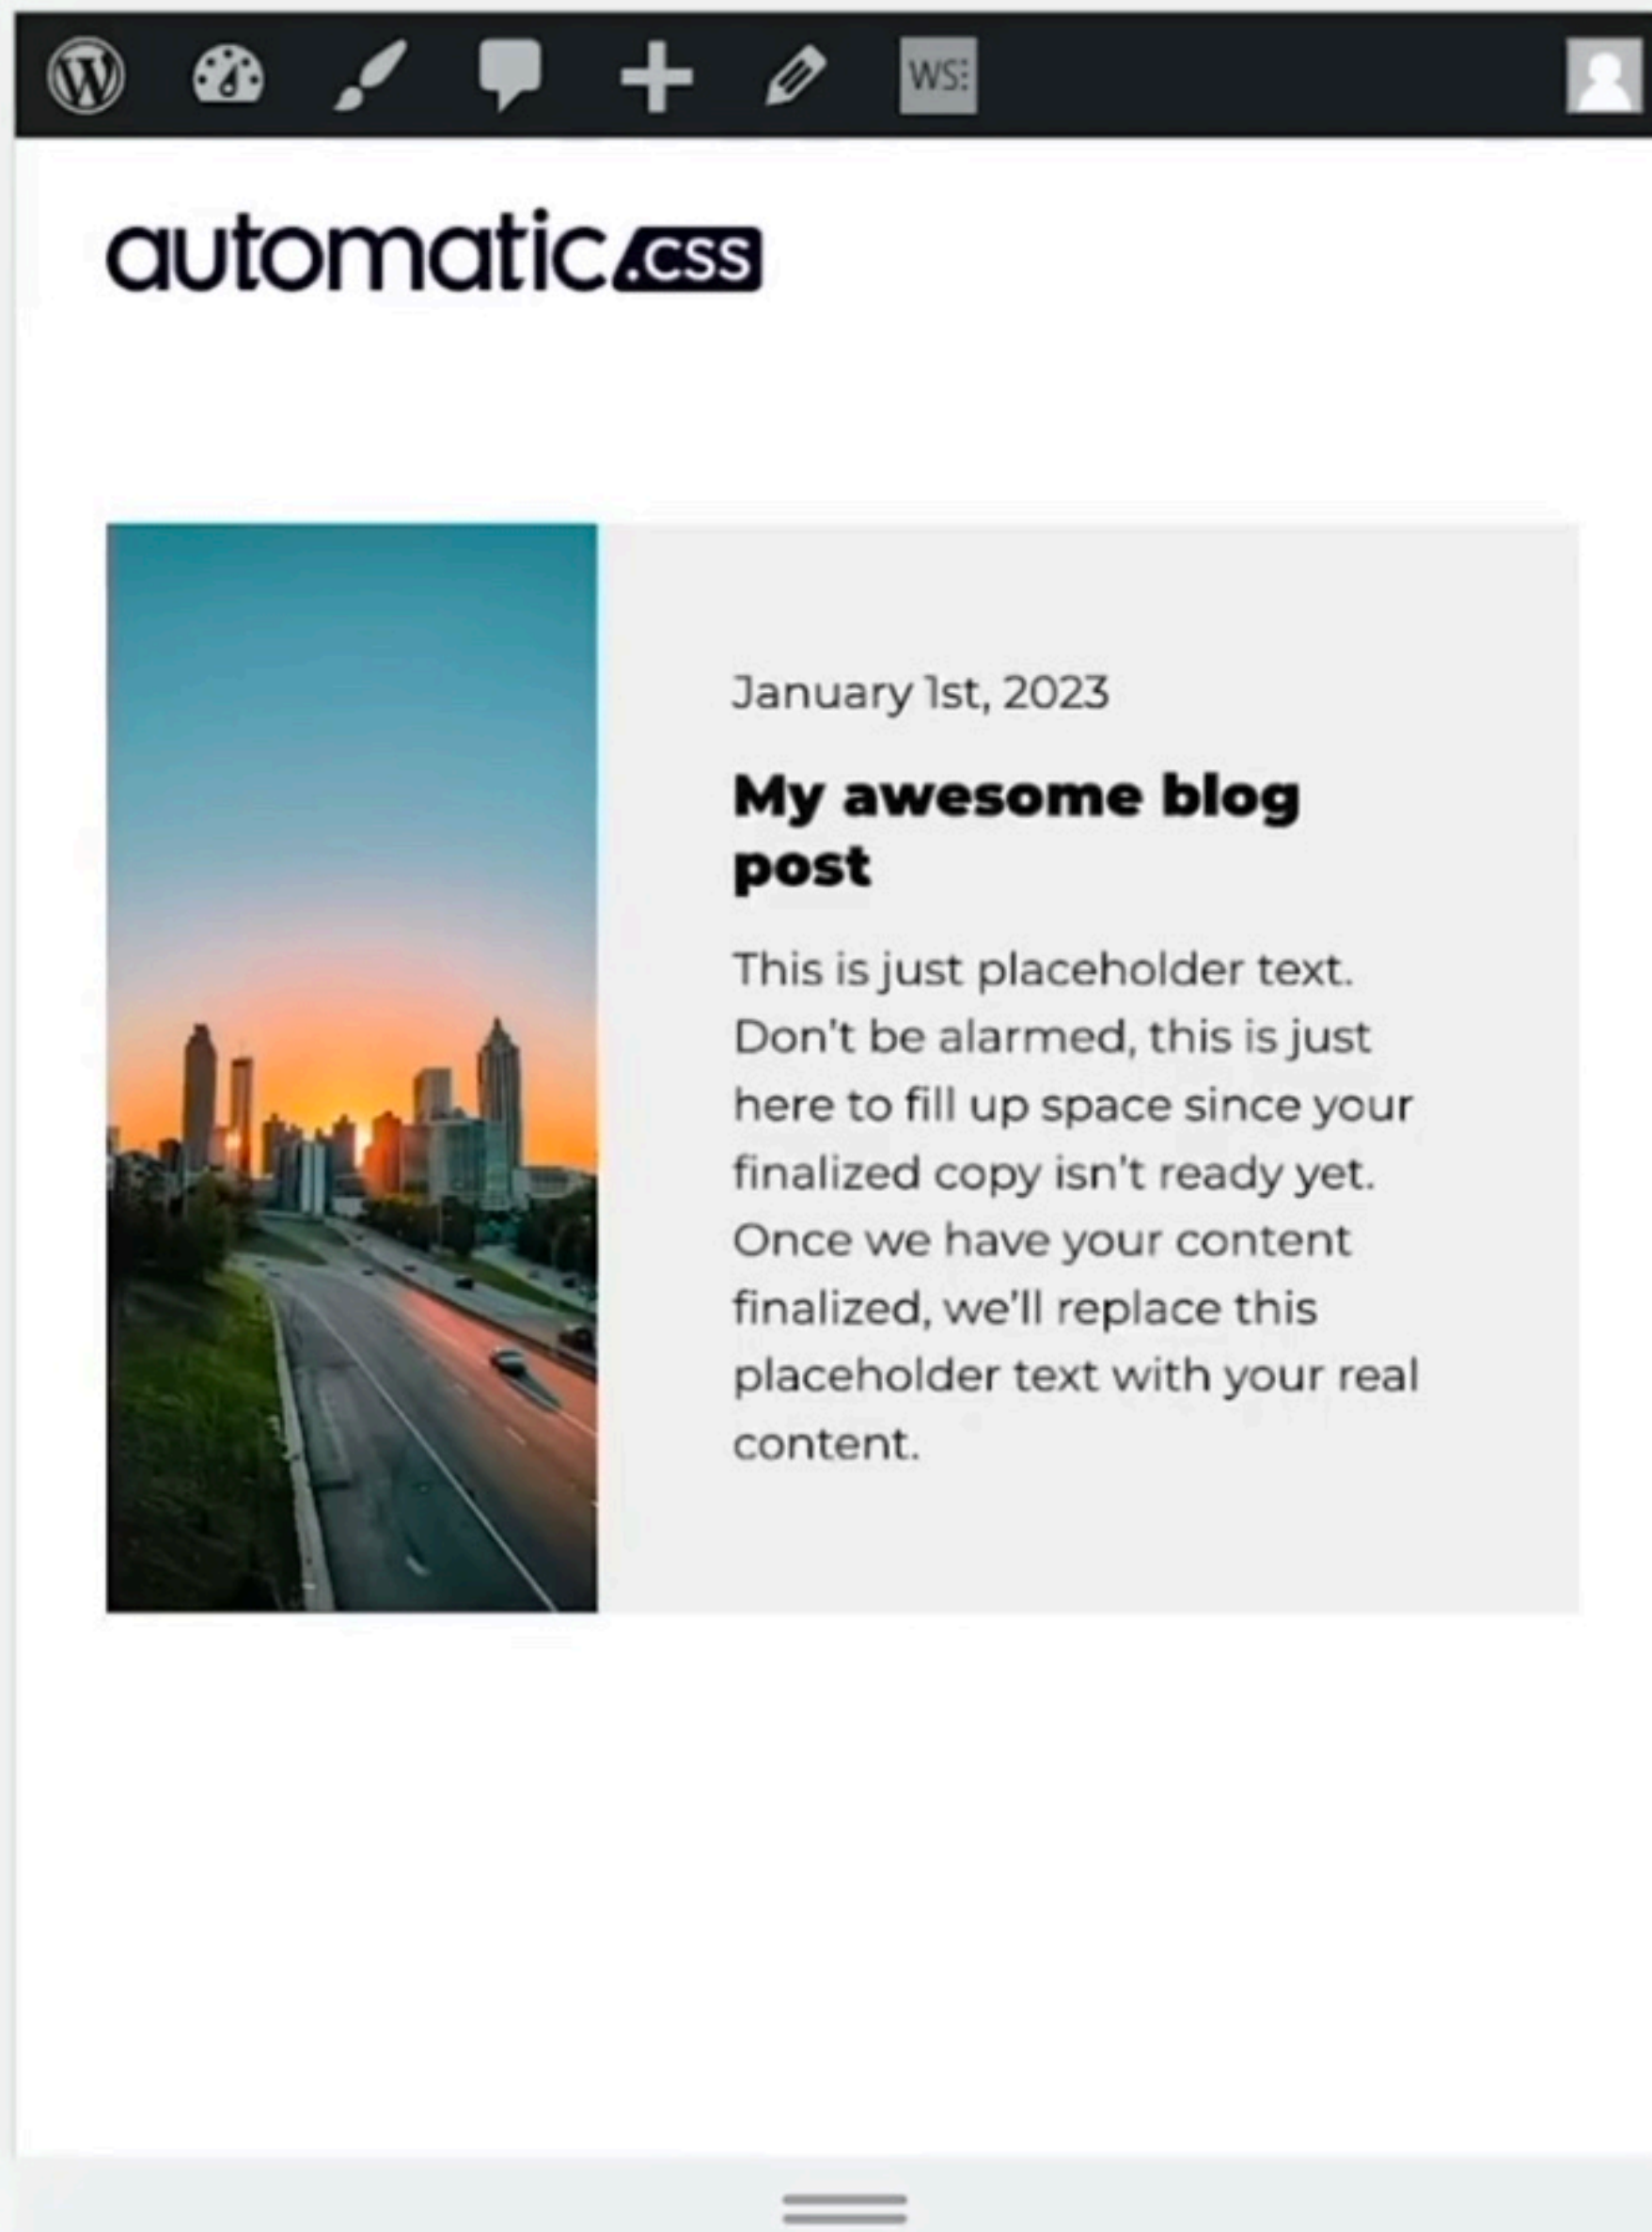 WS:
automatic.css
January 1st, 2023
My awesome blog
post
This is just placeholder text.
Don't be alarmed, this is just
here to fill up space since your
finalized copy isn't ready yet.
Once we have your content
finalized, we'll replace this
placeholder text with your real
content.